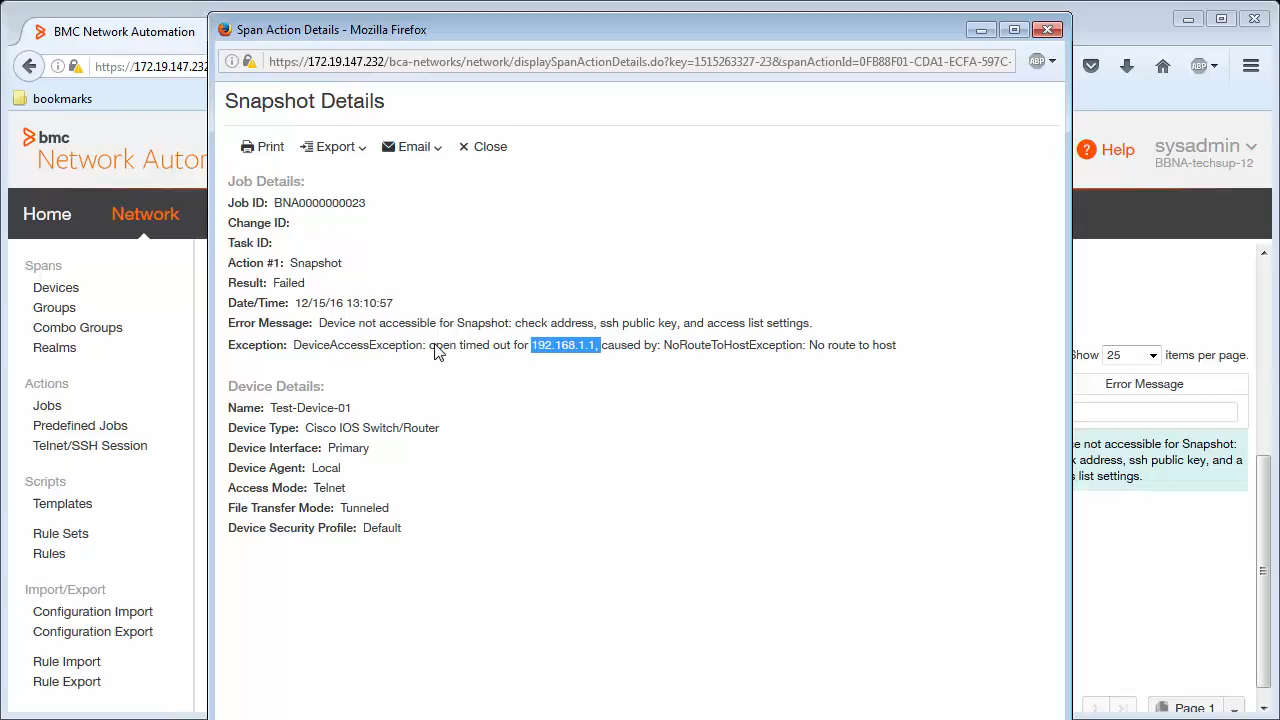 BMC Network Automation
Span Action Details - Mozilla Firefox
https://172.19.147.232/
https://172.19.147.232/bca-networks/network/displaySpanActionDetails.do?key=1515261327-23&spanActionId=0FB88F01-CDA1-ECFA-597C-
ABP
ABP
bookmarks
Snapshot Details
bmc
Network Autor
Print
Export
Email
Close
Help
sysadmin
BBNA-techsup-12
Home
Network
Job Details:
Job ID: BNA0000000023
Change ID:
Task ID:
Action #1: Snapshot
Result: Failed
Date/Time: 12/15/16 13:10:57
Error Message: Device not accessible for Snapshot: check address, ssh public key, and access list settings.
Exception: DeviceAccessException: open timed out for 192.168.1.1, caused by: NoRouteToHostException: No route to host
Device Details:
Name: Test-Device-01
Device Type: Cisco IOS Switch/Router
Device Interface: Primary
Device Agent: Local
Access Mode: Telnet
File Transfer Mode: Tunneled
Device Security Profile: Default
Spans
Devices
Groups
Combo Groups
Realms
Actions
Jobs
Predefined Jobs
Telnet/SSH Session
Scripts
Templates
Rule Sets
Rules
Import/Export
Configuration Import
Configuration Export
Rule Import
Rule Export
Show 25 items per page.
Error Message
ce not accessible for Snapshot:
ck address, ssh public key, and a
s list settings.
Page 1